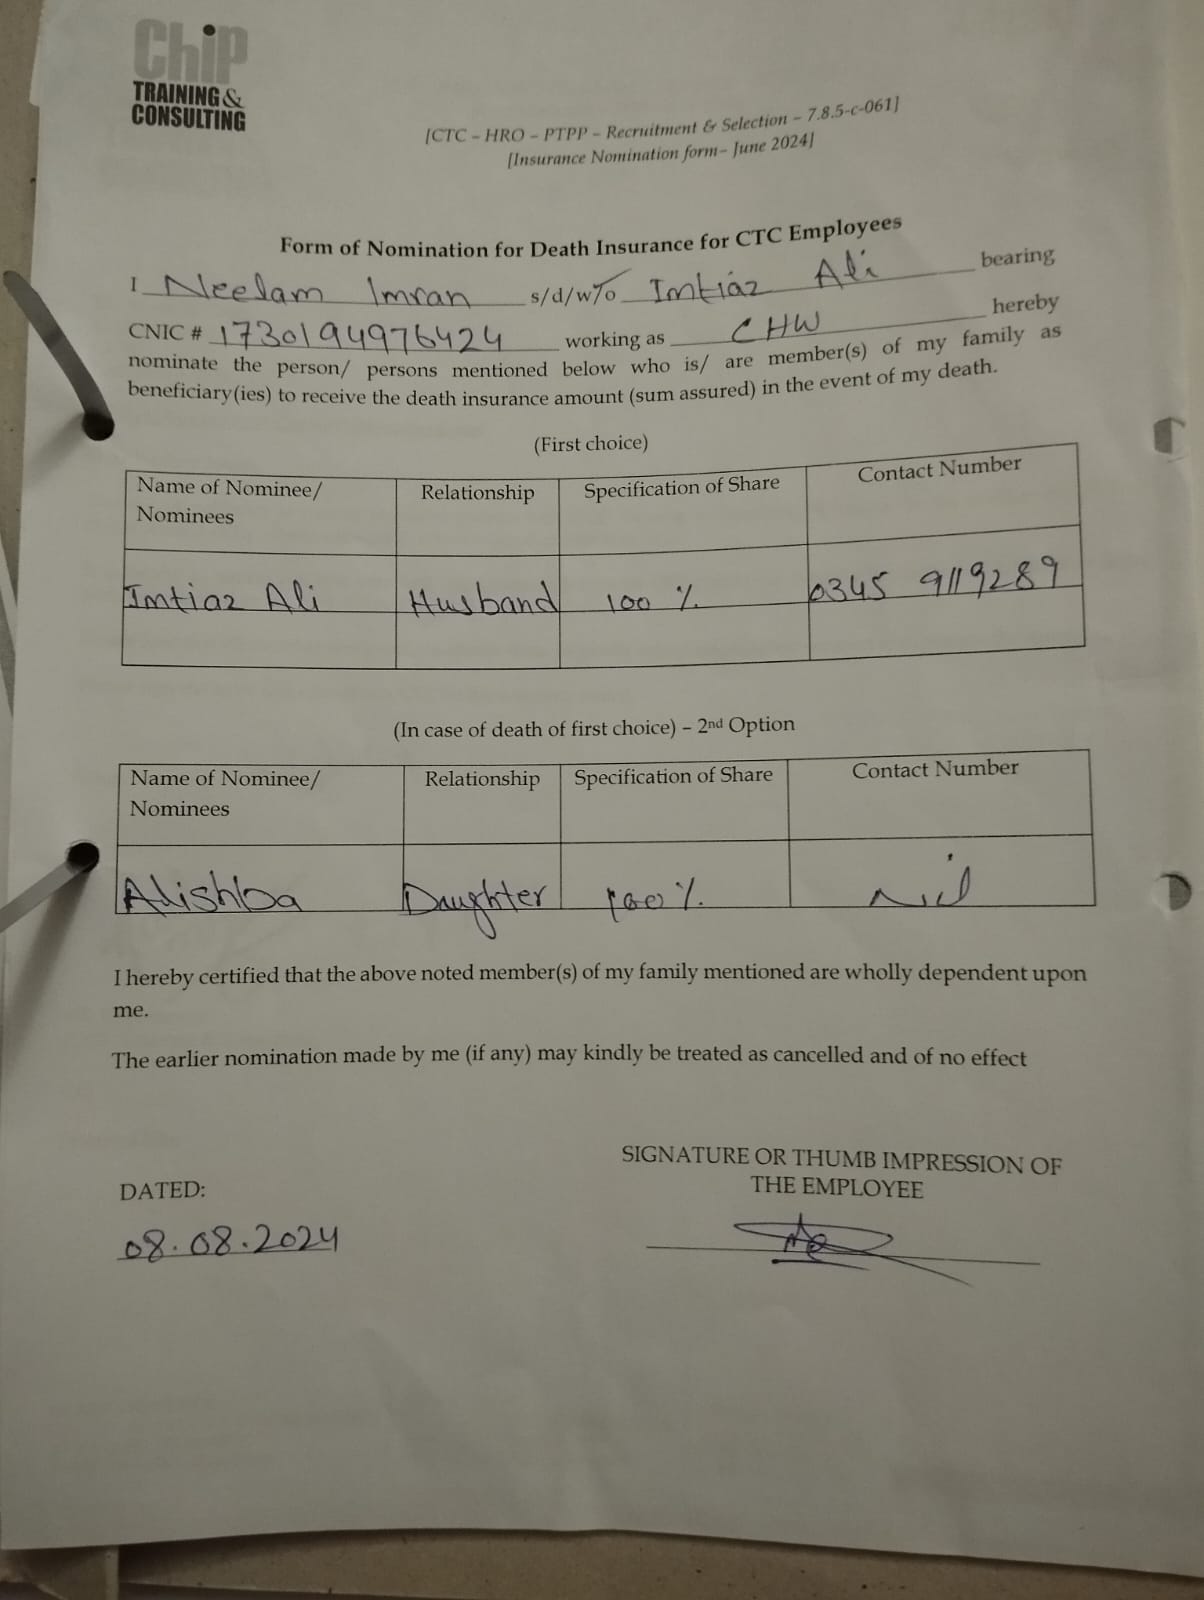 ChiP
TRAINING &
CONSULTING
[CTC – HRO – PTPP – Recruitment & Selection – 7.8.5-c-061]
[Insurance Nomination form– June 2024]
Form of Nomination for Death Insurance for CTC Employees
I Neelam Imran s/d/w/o Imtiaz Ali bearing
CNIC # 1730194976424 working as CHW hereby
nominate the person/ persons mentioned below who is/ are member(s) of my family as
beneficiary(ies) to receive the death insurance amount (sum assured) in the event of my death.
(First choice)
Name of Nominee/ Relationship Specification of Share Contact Number
Nominees
Imtiaz Ali Husband 100 % 0345 9119289
(In case of death of first choice) – 2nd Option
Name of Nominee/ Relationship Specification of Share Contact Number
Nominees
Alishba Daughter 100 % Nil
I hereby certified that the above noted member(s) of my family mentioned are wholly dependent upon
me.
The earlier nomination made by me (if any) may kindly be treated as cancelled and of no effect
SIGNATURE OR THUMB IMPRESSION OF
THE EMPLOYEE
DATED:
08.08.2024